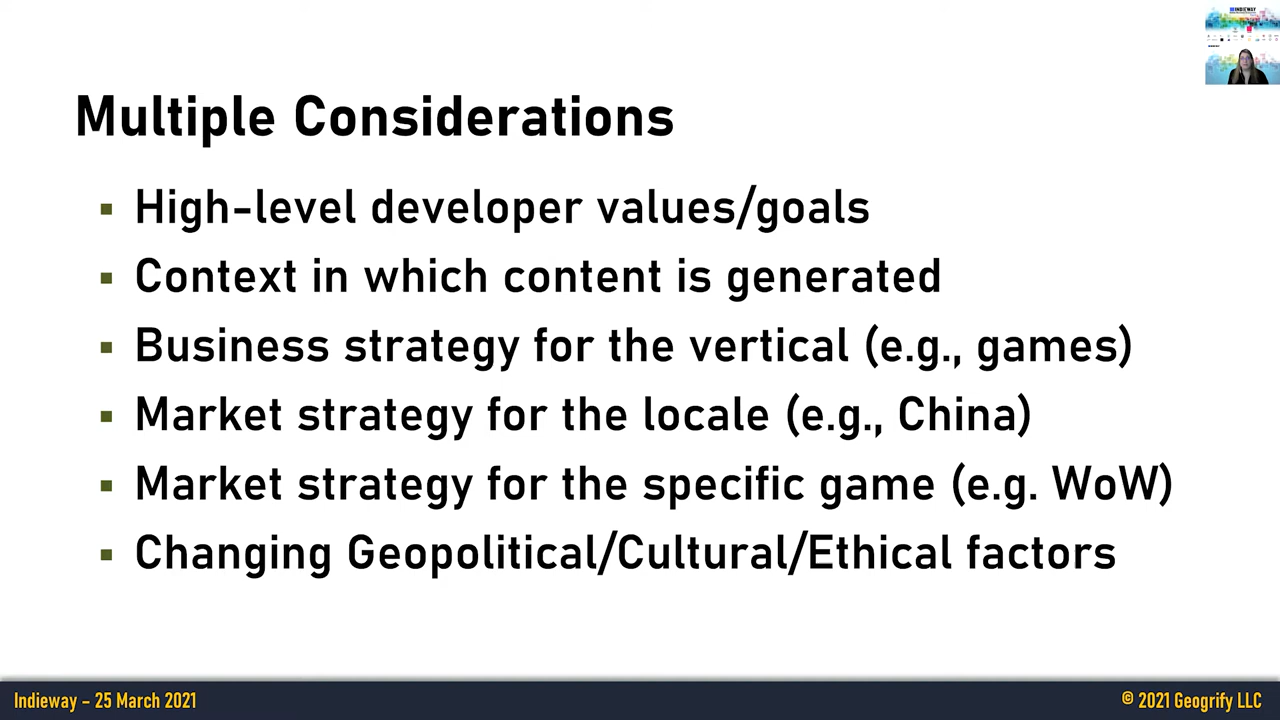 INDIEWAY
Multiple Considerations
▪ High-level developer values/goals
▪ Context in which content is generated
▪ Business strategy for the vertical (e.g., games)
▪ Market strategy for the locale (e.g., China)
▪ Market strategy for the specific game (e.g. WoW)
▪ Changing Geopolitical/Cultural/Ethical factors
Indieway – 25 March 2021
© 2021 Geogrify LLC